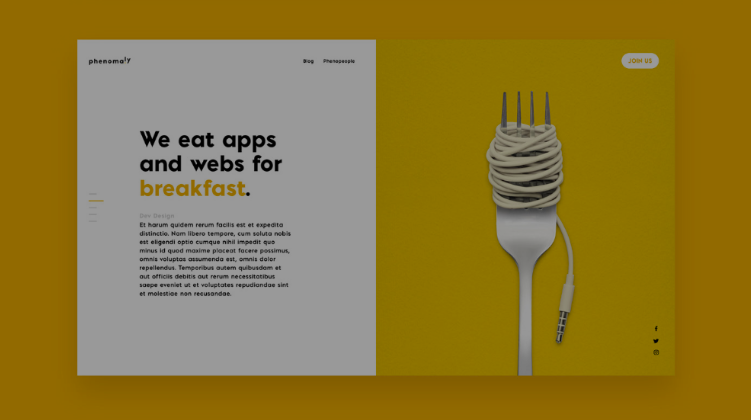 phenomafy
Blog Phenopeople
JOIN US
We eat apps
and webs for
breakfast.
Dev Design
Et harum quidem rerum facilis est et expedita
distinctio. Nam libero tempore, cum soluta nobis
est eligendi optio cumque nihil impedit quo
minus id quod maxime placeat facere possimus,
omnis voluptas assumenda est, omnis dolor
repellendus. Temporibus autem quibusdam et
aut officiis debitis aut rerum necessitatibus
saepe eveniet ut et voluptates repudiandae sint
et molestiae non recusandae.